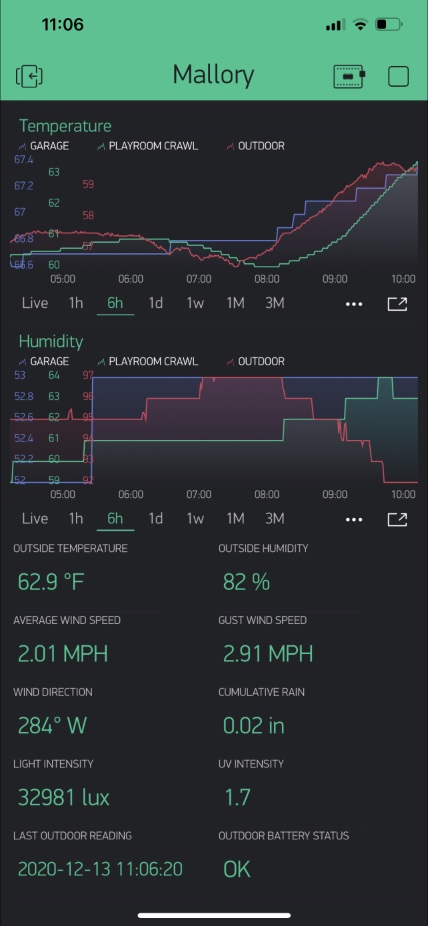 11:06
Mallory
Temperature
GARAGE PLAYROOM CRAWL OUTDOOR
67.4 63
67.2 59
62
67 58
66.8 61 57
66.6 60
05:00 06:00 07:00 08:00 09:00 10:00
Live 1h 6h 1d 1w 1M 3M
Humidity
GARAGE PLAYROOM CRAWL OUTDOOR
53 64 97
52.8 63 96
52.6 62 95
52.4 61 94
52.2 60 93
52 59 92
05:00 06:00 07:00 08:00 09:00 10:00
Live 1h 6h 1d 1w 1M 3M
OUTSIDE TEMPERATURE OUTSIDE HUMIDITY
62.9 °F 82 %
AVERAGE WIND SPEED GUST WIND SPEED
2.01 MPH 2.91 MPH
WIND DIRECTION CUMULATIVE RAIN
284° W 0.02 in
LIGHT INTENSITY UV INTENSITY
32981 lux 1.7
LAST OUTDOOR READING OUTDOOR BATTERY STATUS
2020-12-13 11:06:20 OK